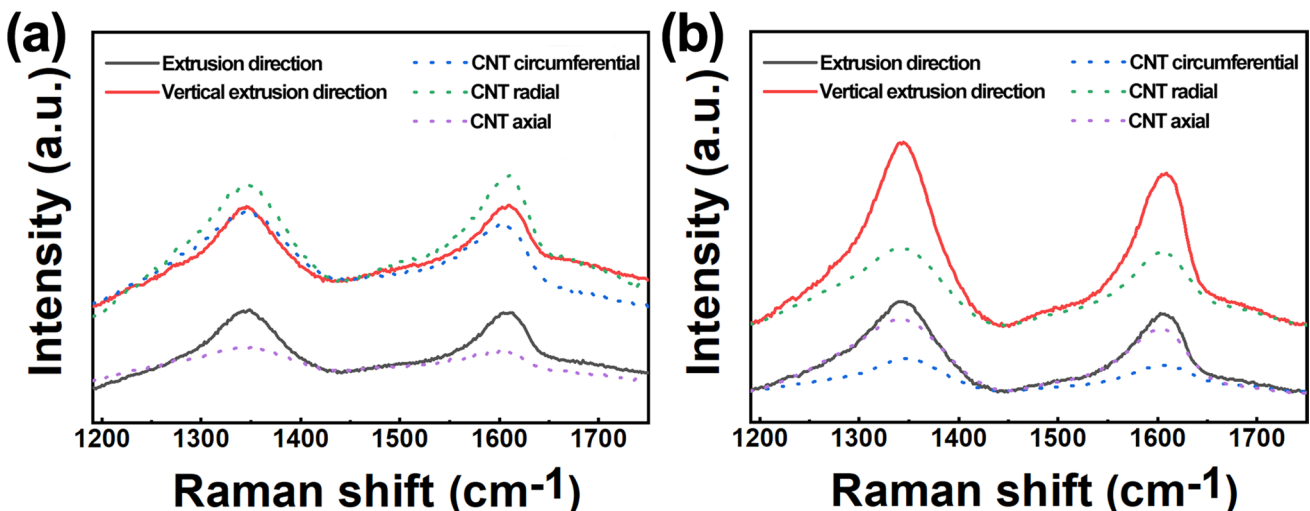 (a)
Extrusion direction
Vertical extrusion direction
CNT circumferential
CNT radial
CNT axial
Intensity (a.u.)
1200 1300 1400 1500 1600 1700
Raman shift (cm-1)
(b)
Extrusion direction
Vertical extrusion direction
CNT circumferential
CNT radial
CNT axial
Intensity (a.u.)
1200 1300 1400 1500 1600 1700
Raman shift (cm-1)